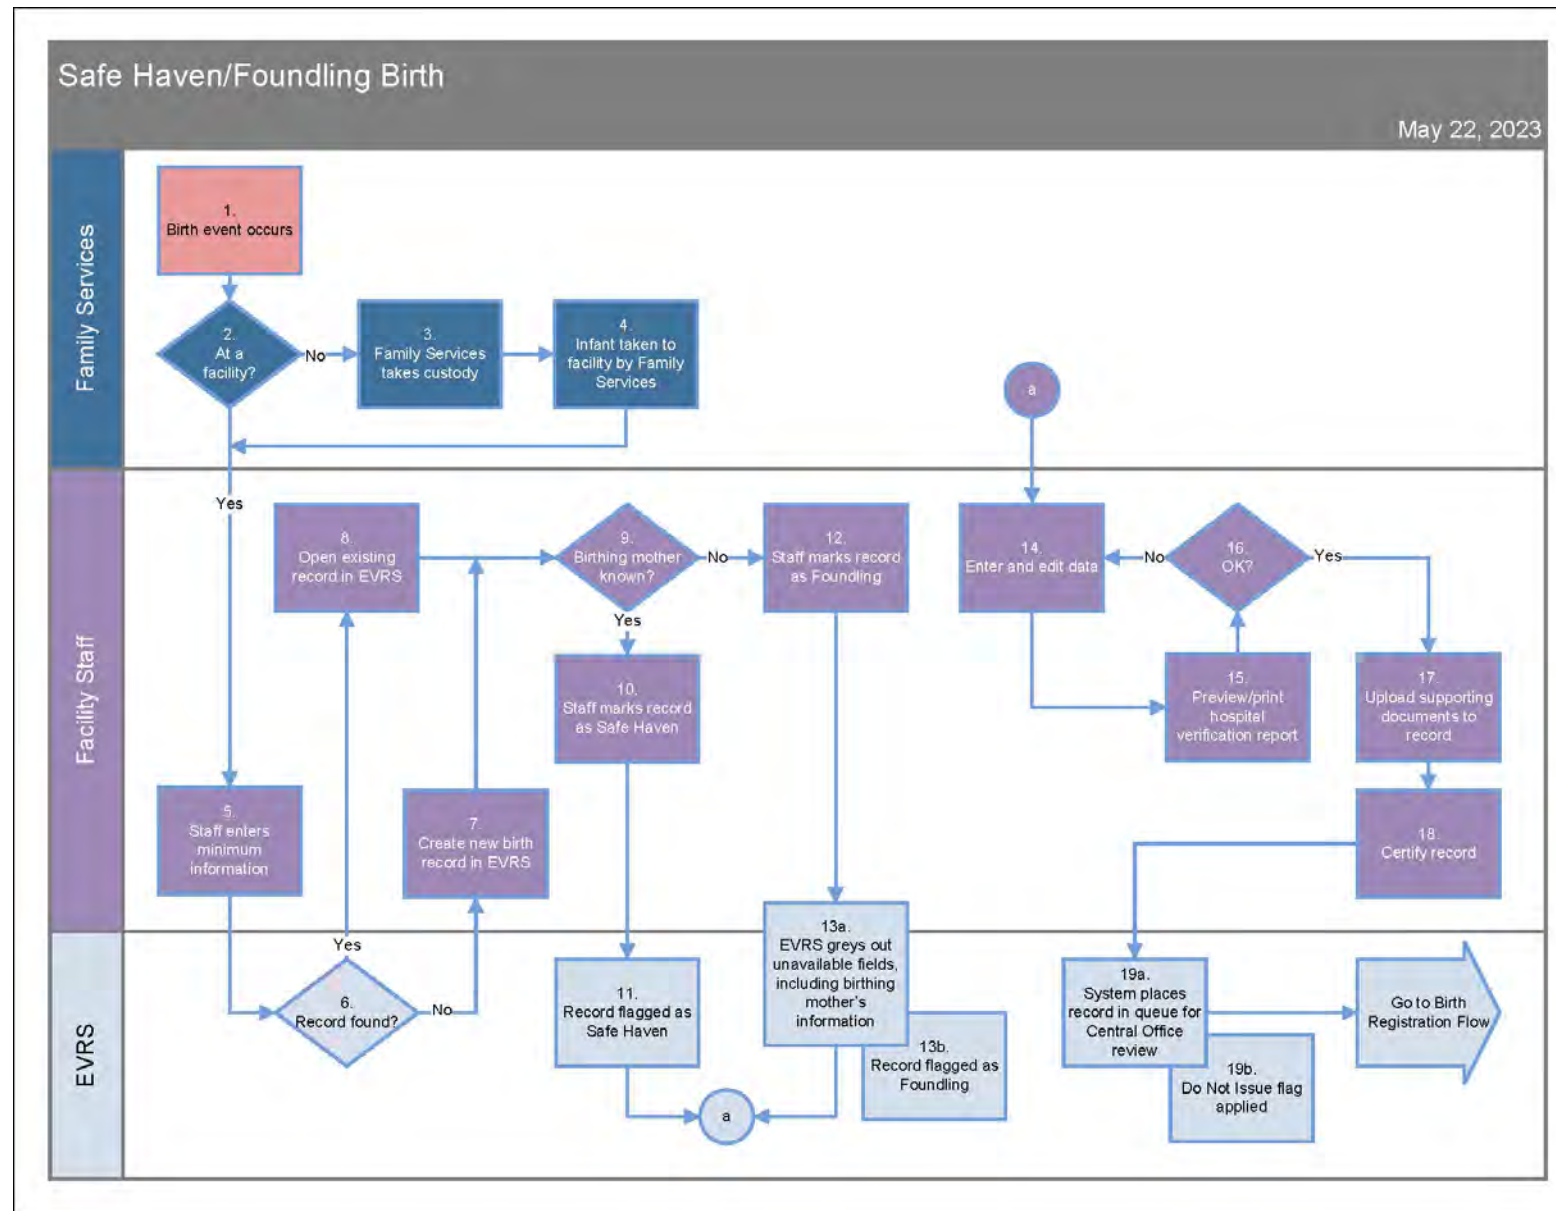 Safe Haven/Foundling Birth
May 22, 2023
Family Services
1.
Birth event occurs
2.
At a
facility?
No
3.
Family Services
takes custody
4.
Infant taken to
facility by Family
Services
a
Facility Staff
Yes
8.
Open existing
record in EVRS
9.
Birthing mother
known?
No
12.
Staff marks record
as Foundling
14.
Enter and edit data
No
16.
OK?
Yes
Yes
10.
Staff marks record
as Safe Haven
15.
Preview/print
hospital
verification report
17.
Upload supporting
documents to
record
5.
Staff enters
minimum
information
7.
Create new birth
record in EVRS
18.
Certify record
EVRS
Yes
6.
Record found?
No
11.
Record flagged as
Safe Haven
13a.
EVRS greys out
unavailable fields,
including birthing
mother's
information
13b.
Record flagged as
Foundling
a
19a.
System places
record in queue for
Central Office
review
19b.
Do Not Issue flag
applied
Go to Birth
Registration Flow